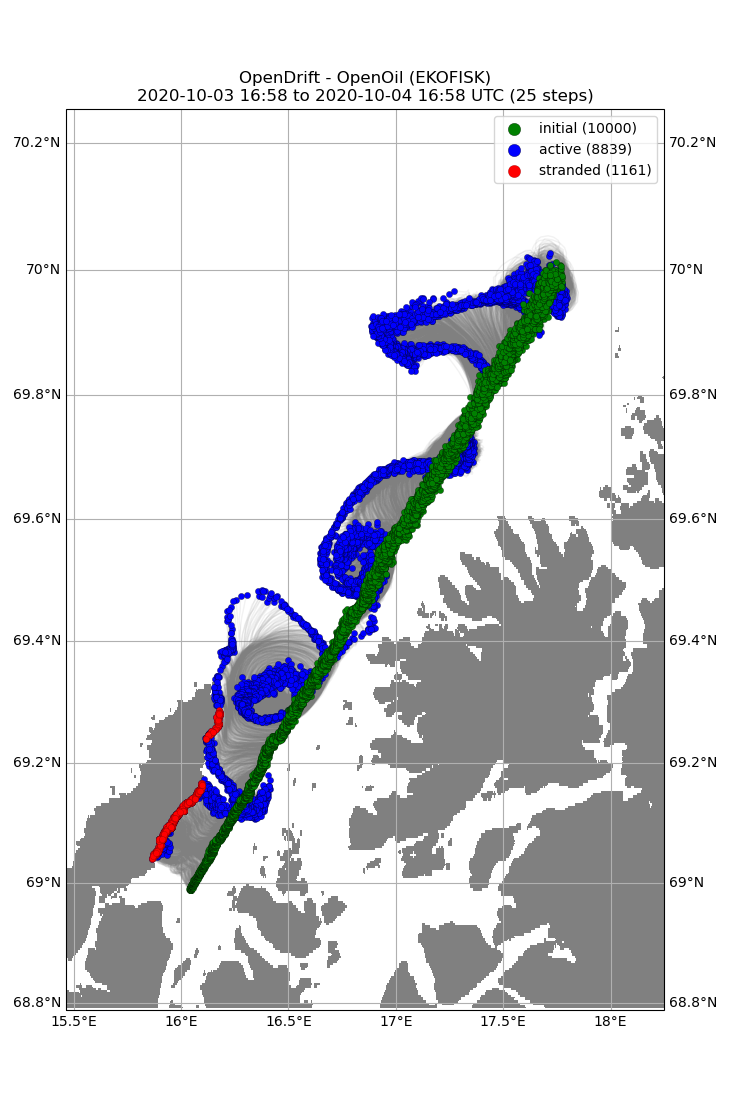 OpenDrift - OpenOil (EKOFISK)
2020-10-03 16:58 to 2020-10-04 16:58 UTC (25 steps)
initial (10000)
active (8839)
stranded (1161)
70.2°N 70.2°N
70°N 70°N
69.8°N 69.8°N
69.6°N 69.6°N
69.4°N 69.4°N
69.2°N 69.2°N
69°N 69°N
68.8°N 68.8°N
15.5°E 16°E 16.5°E 17°E 17.5°E 18°E